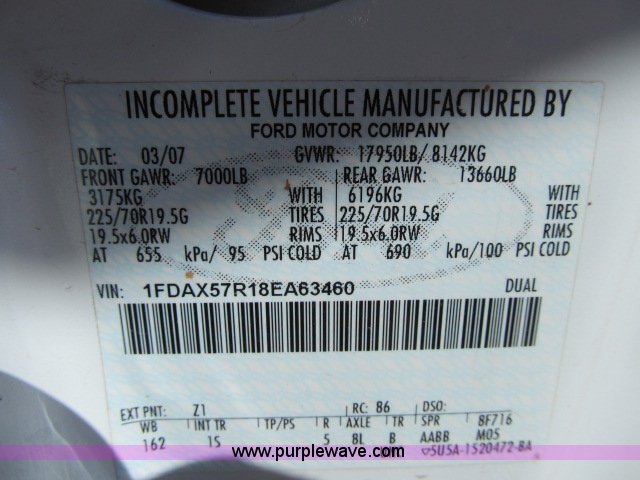 INCOMPLETE VEHICLE MANUFACTURED BY
FORD MOTOR COMPANY
DATE: 03/07 GVWR: 17950LB/ 8142KG
FRONT GAWR: 7000LB REAR GAWR: 13660LB
3175KG WITH 6196KG WITH
225/70R19.5G TIRES 225/70R19.5G TIRES
19.5x6.0RW RIMS 19.5x6.0RW RIMS
AT 655 kPa/ 95 PSI COLD AT 690 kPa/100 PSI COLD
VIN: 1FDAX57R18EA63460 DUAL
EXT PNT: Z1 RC: 86 DSO:
WB INT TR TP/PS R AXLE TR SPR 8F716
162 1S 5 8L B AABB M05
▽5U5A-1520472-BA
www.purplewave.com